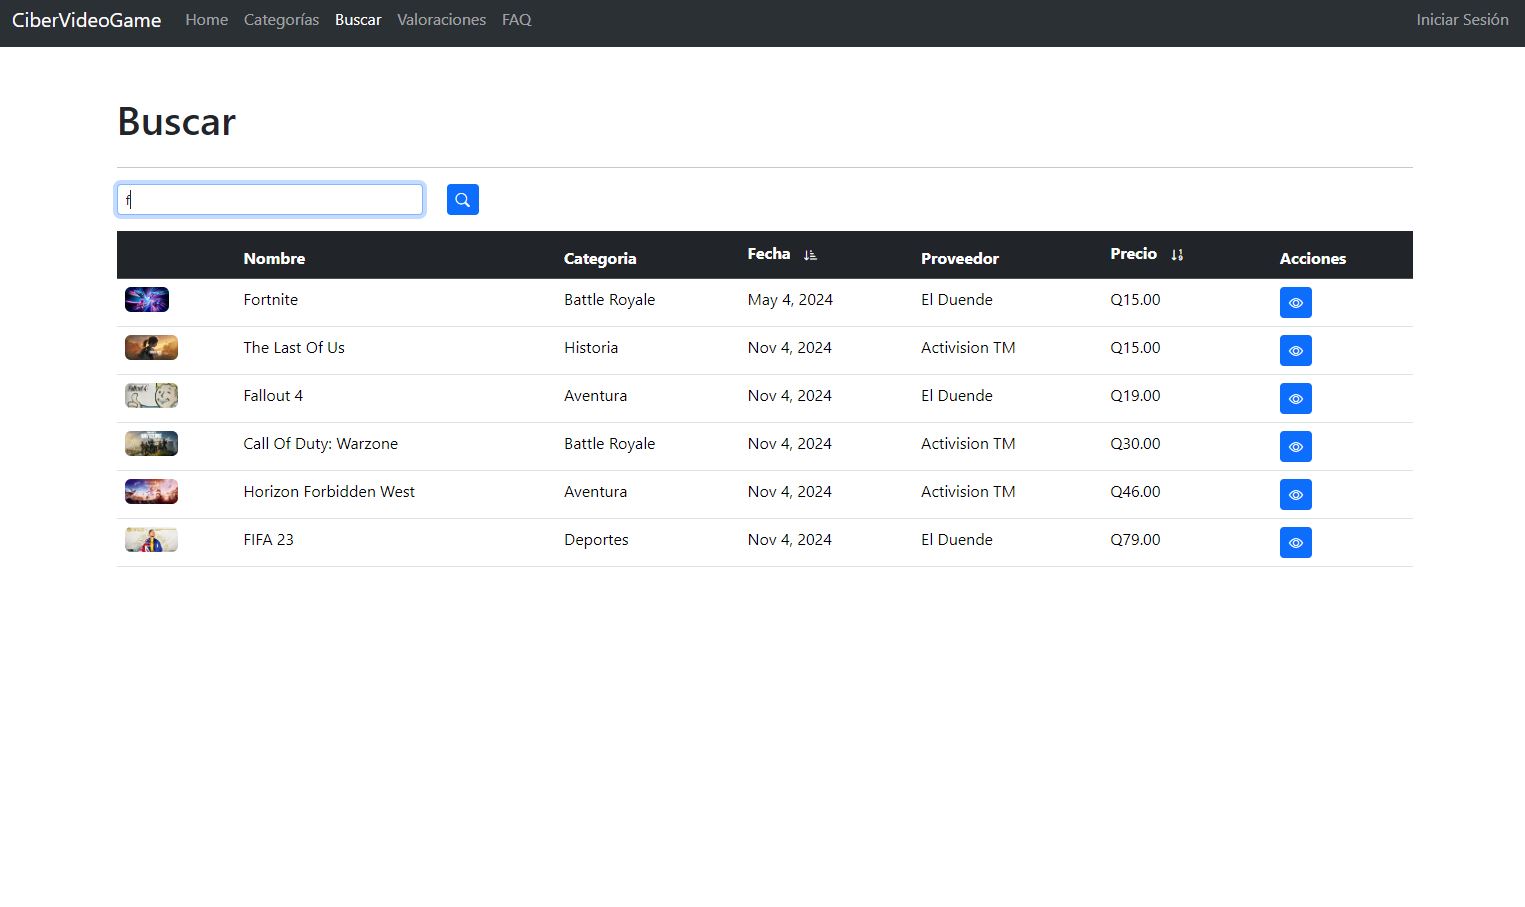 CiberVideoGame Home Categorías Buscar Valoraciones FAQ Iniciar Sesión
Buscar
f
Nombre Categoria Fecha Proveedor Precio Acciones
Fortnite Battle Royale May 4, 2024 El Duende Q15.00
The Last Of Us Historia Nov 4, 2024 Activision TM Q15.00
Fallout 4 Aventura Nov 4, 2024 El Duende Q19.00
Call Of Duty: Warzone Battle Royale Nov 4, 2024 Activision TM Q30.00
Horizon Forbidden West Aventura Nov 4, 2024 Activision TM Q46.00
FIFA 23 Deportes Nov 4, 2024 El Duende Q79.00